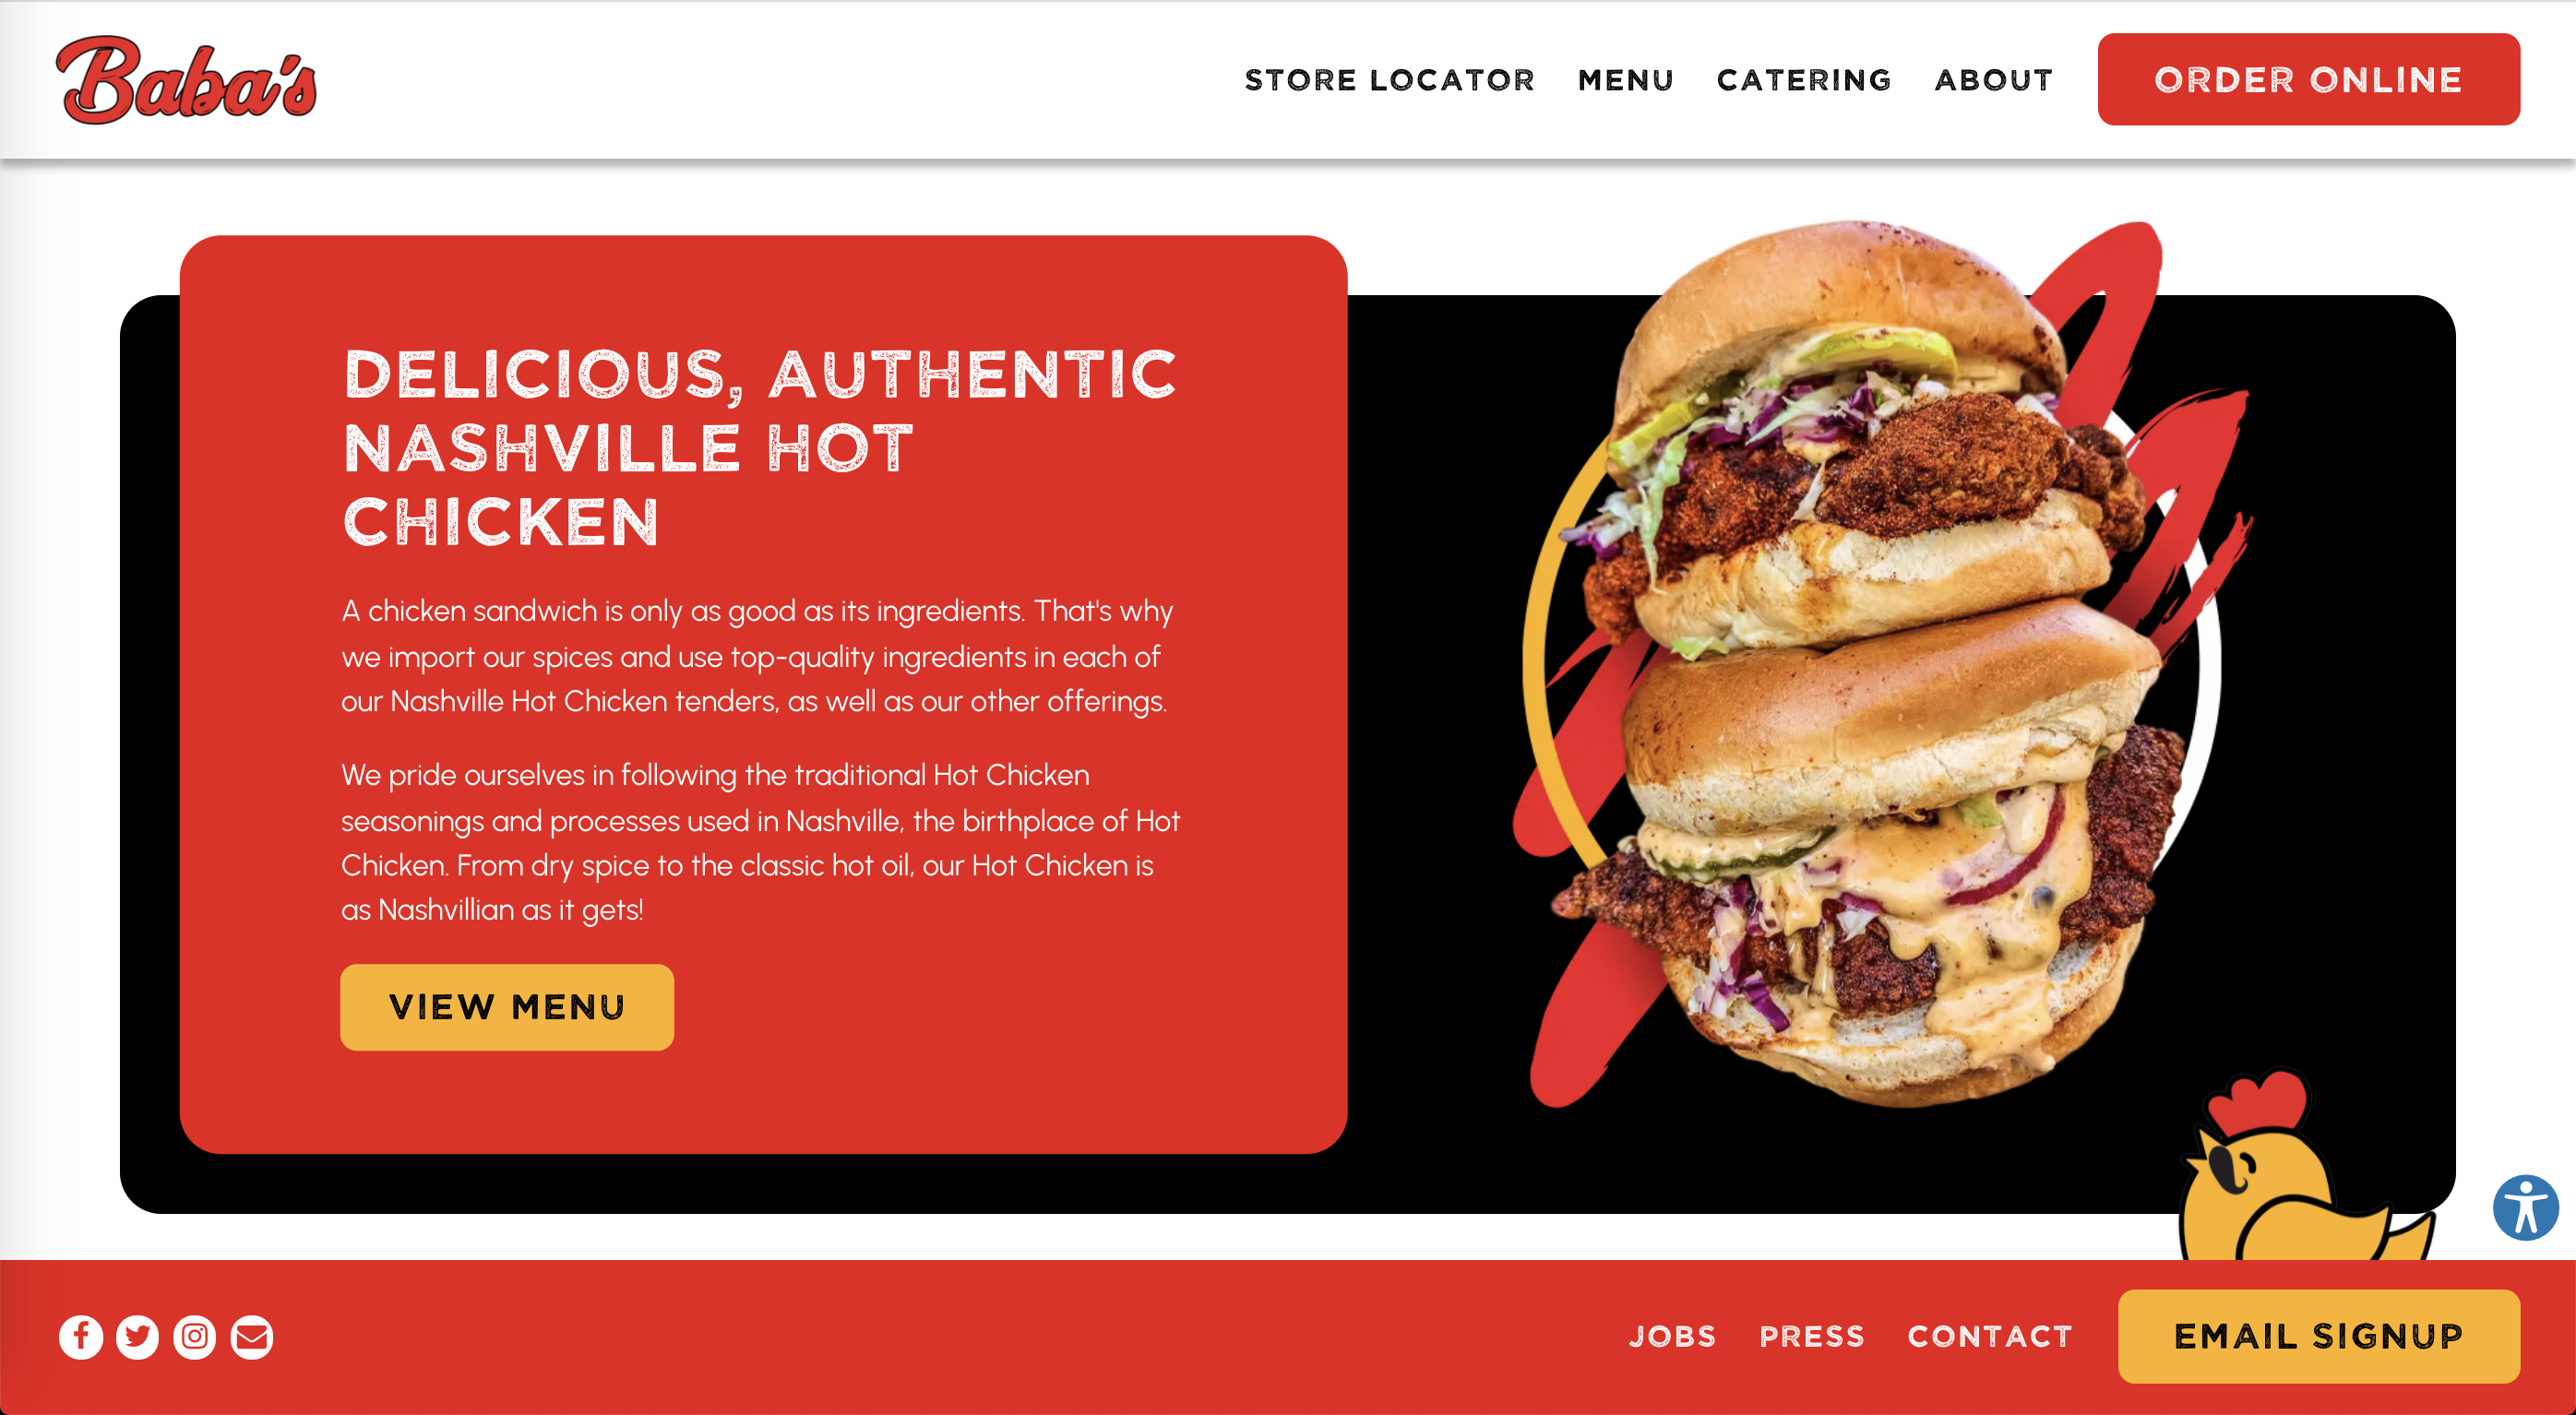 Baba's
STORE LOCATOR
MENU
CATERING
ABOUT
ORDER ONLINE
DELICIOUS, AUTHENTIC
NASHVILLE HOT
CHICKEN
A chicken sandwich is only as good as its ingredients. That's why
we import our spices and use top-quality ingredients in each of
our Nashville Hot Chicken tenders, as well as our other offerings.
We pride ourselves in following the traditional Hot Chicken
seasonings and processes used in Nashville, the birthplace of Hot
Chicken. From dry spice to the classic hot oil, our Hot Chicken is
as Nashvillian as it gets!
VIEW MENU
JOBS
PRESS
CONTACT
EMAIL SIGNUP